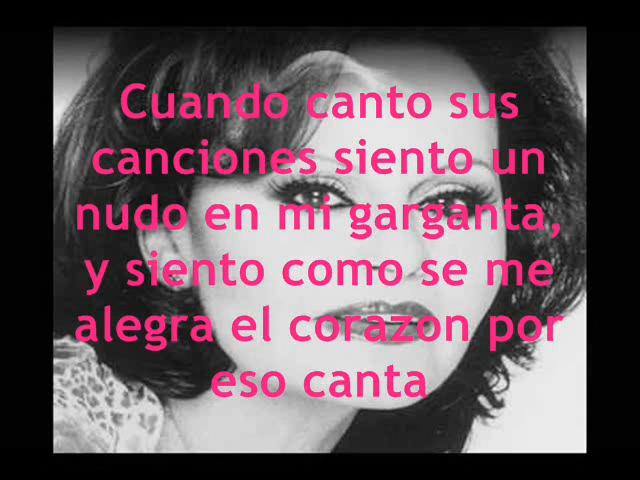 Cuando canto sus
canciones siento un
nudo en mi garganta,
y siento como se me
alegra el corazon por
eso canta